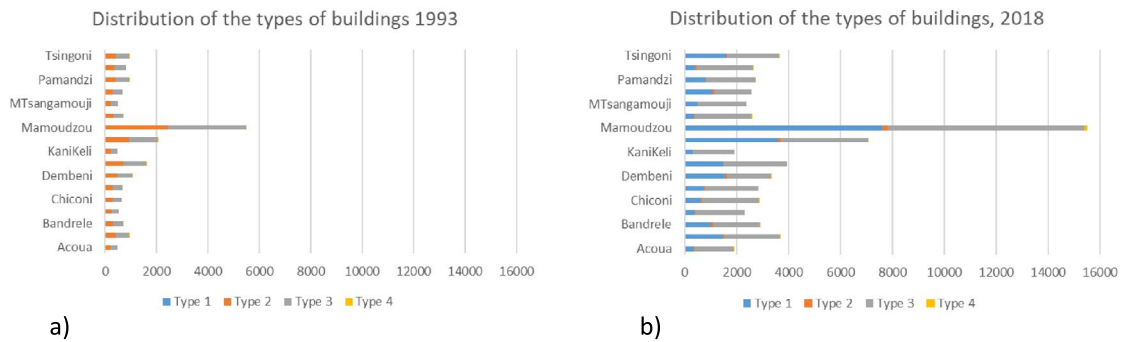 Distribution of the types of buildings 1993
Tsingoni
Pamandzi
MTsangamouji
Mamoudzou
KaniKeli
Dembeni
Chiconi
Bandrele
Acoua
0 2000 4000 6000 8000 10000 12000 14000 16000
Type 1 Type 2 Type 3 Type 4
a)
Distribution of the types of buildings, 2018
Tsingoni
Pamandzi
MTsangamouji
Mamoudzou
KaniKeli
Dembeni
Chiconi
Bandrele
Acoua
0 2000 4000 6000 8000 10000 12000 14000 16000
Type 1 Type 2 Type 3 Type 4
b)